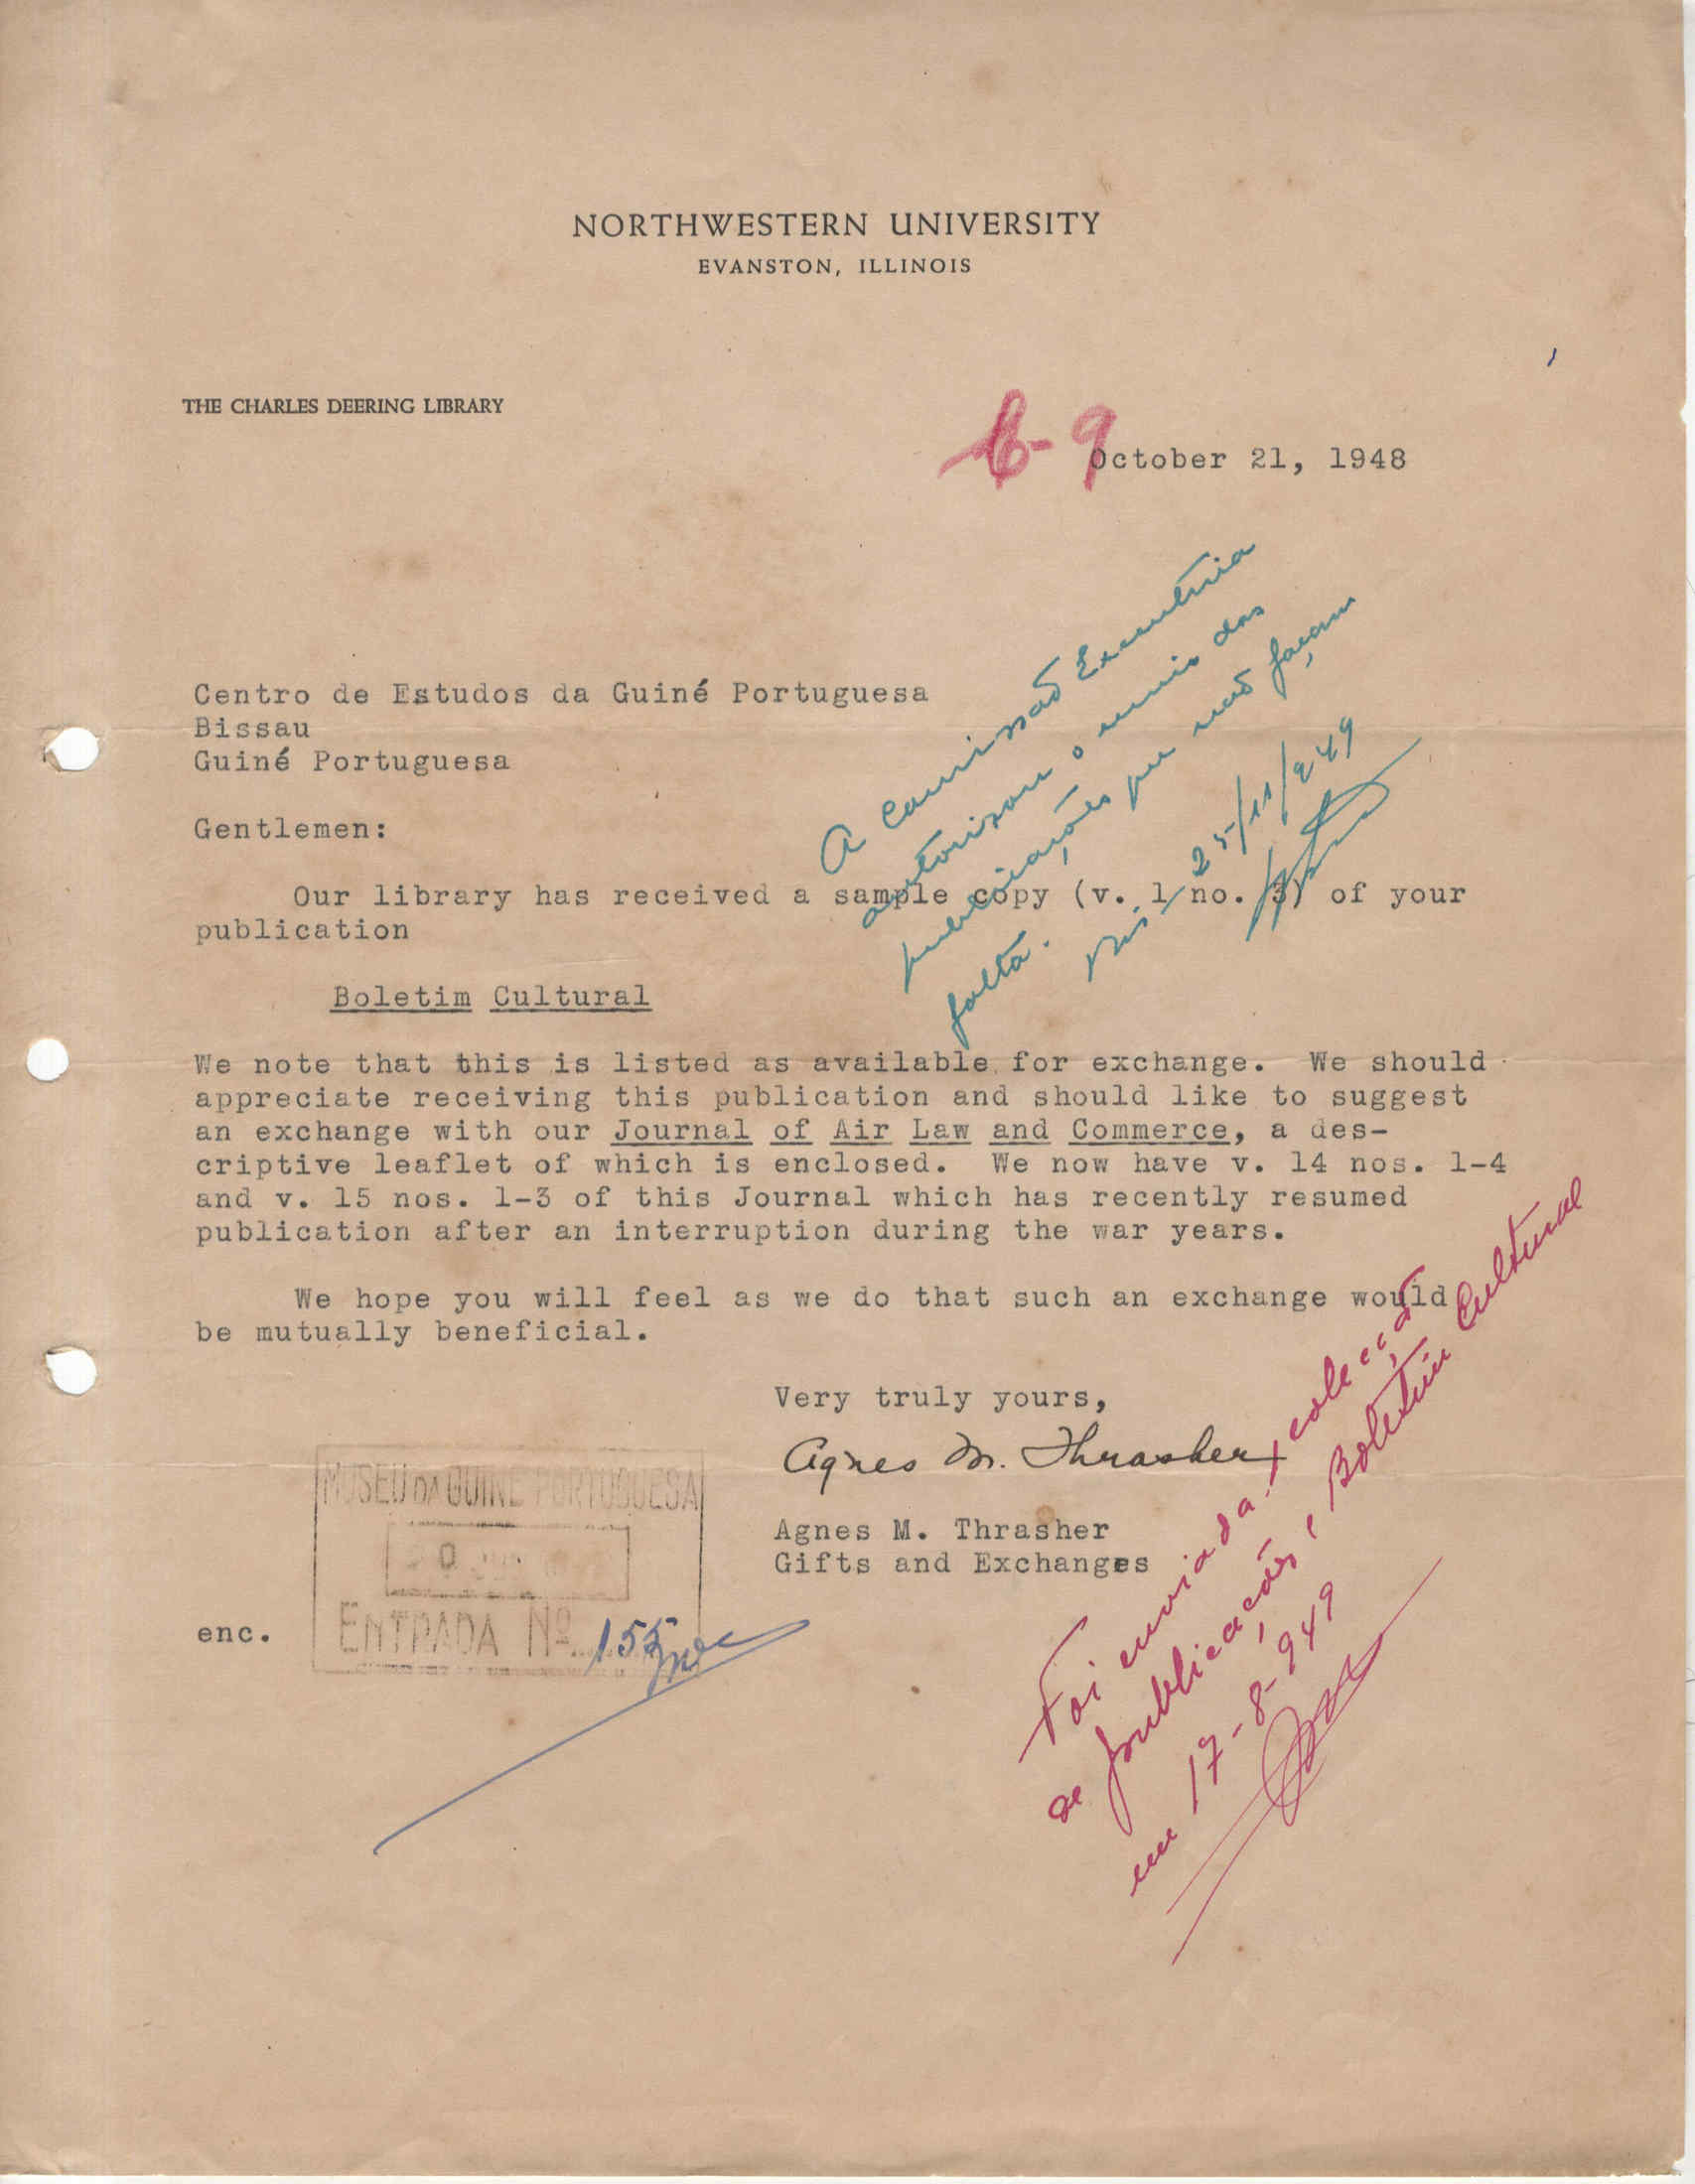 NORTHWESTERN UNIVERSITY
EVANSTON, ILLINOIS
THE CHARLES DEERING LIBRARY
6-9
October 21, 1948
A comissão Executiva
autorisou o envio das
publicações que não façam
falta.
25/11/949
Centro de Estudos da Guiné Portuguesa
Bissau
Guiné Portuguesa
Gentlemen:
Our library has received a sample copy (v. 1 no. 3) of your
publication
Boletim Cultural
We note that this is listed as available for exchange. We should
appreciate receiving this publication and should like to suggest
an exchange with our Journal of Air Law and Commerce, a des-
criptive leaflet of which is enclosed. We now have v. 14 nos. 1-4
and v. 15 nos. 1-3 of this Journal which has recently resumed
publication after an interruption during the war years.
We hope you will feel as we do that such an exchange would
be mutually beneficial.
Very truly yours,
Agnes M. Thrasher
Agnes M. Thrasher
Gifts and Exchanges
enc.
MUSEU DA GUINÉ PORTUGUESA
ENTRADA Nº 155
Foi enviada a colecção
de publicações e Boletim Cultural
em 17-8-949